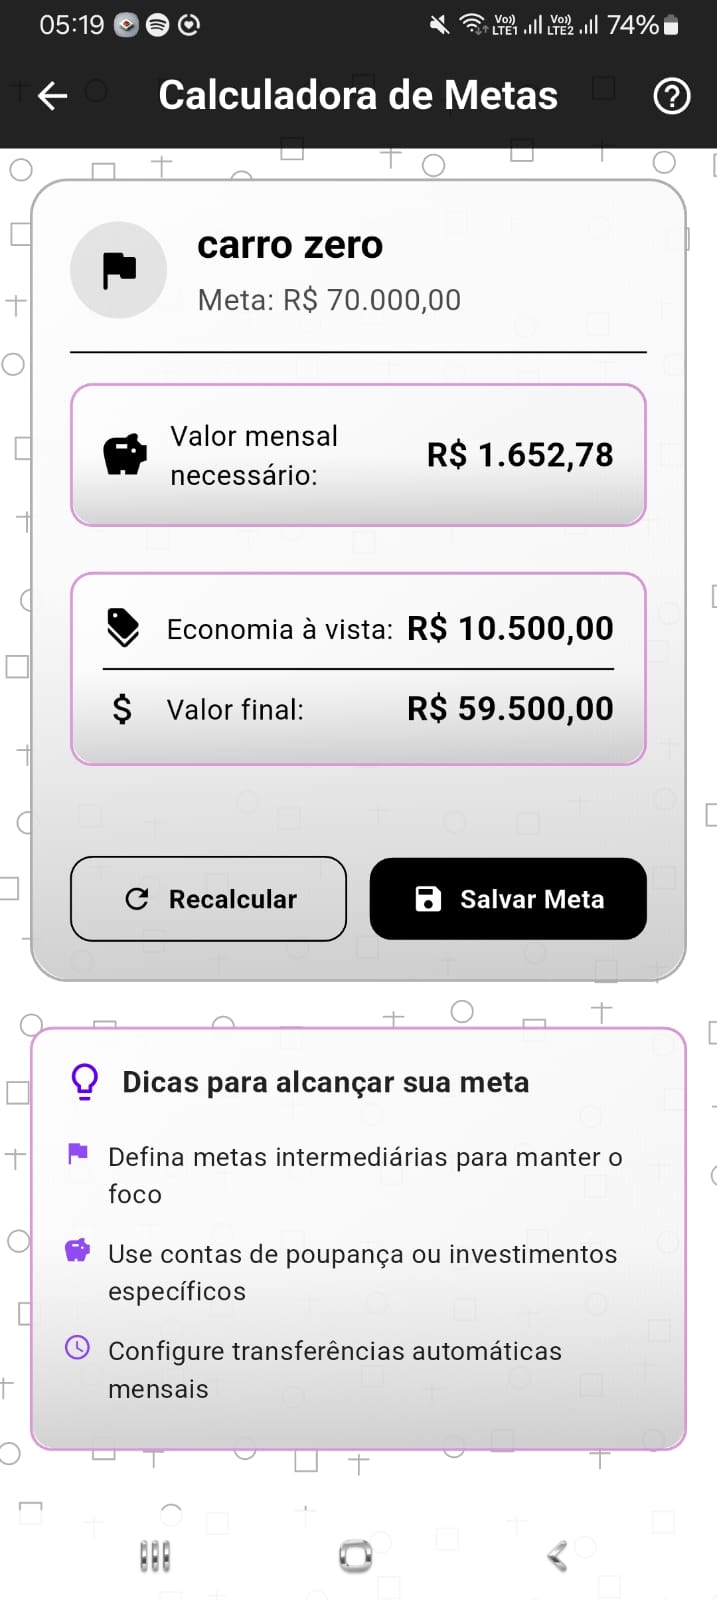 05:19 Vo)) LTE1 Vo)) LTE2 74%
Calculadora de Metas
carro zero
Meta: R$ 70.000,00
Valor mensal
necessário:
R$ 1.652,78
Economia à vista: R$ 10.500,00
Valor final: R$ 59.500,00
Recalcular
Salvar Meta
Dicas para alcançar sua meta
Defina metas intermediárias para manter o
foco
Use contas de poupança ou investimentos
específicos
Configure transferências automáticas
mensais